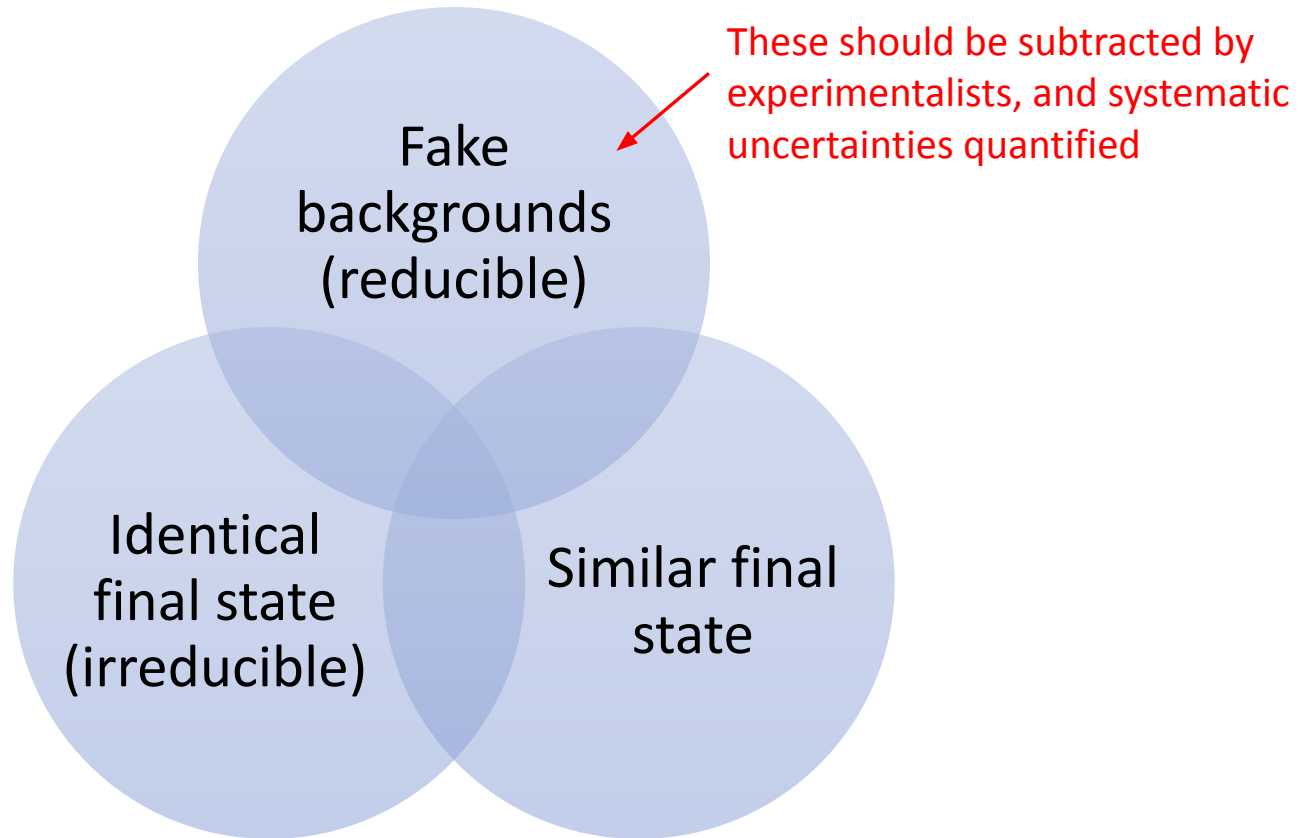 These should be subtracted by
experimentalists, and systematic
uncertainties quantified
Fake
backgrounds
(reducible)
Identical
final state
(irreducible)
Similar final
state